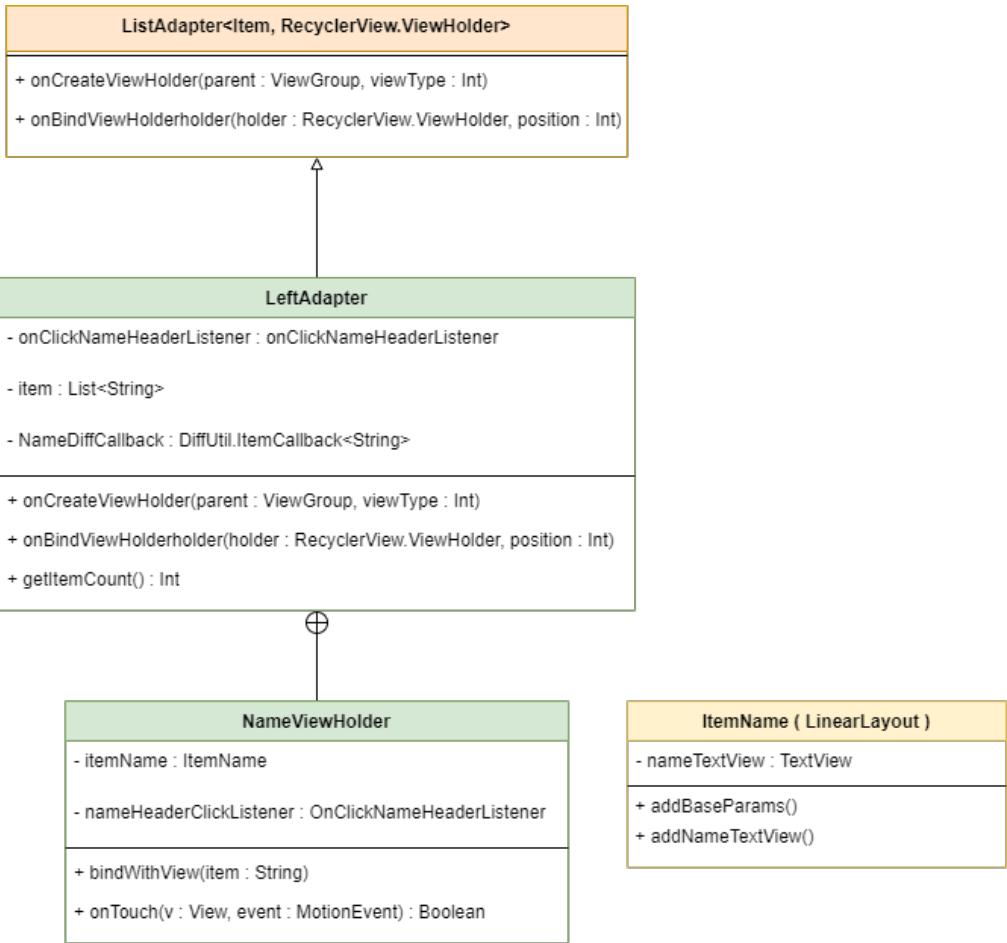 ListAdapter<Item, RecyclerView.ViewHolder>
+ onCreateViewHolder(parent : ViewGroup, viewType : Int)
+ onBindViewHolderholder(holder : RecyclerView.ViewHolder, position : Int)
LeftAdapter
- onClickNameHeaderListener : onClickNameHeaderListener
- item : List<String>
- NameDiffCallback : DiffUtil.ItemCallback<String>
+ onCreateViewHolder(parent : ViewGroup, viewType : Int)
+ onBindViewHolderholder(holder : RecyclerView.ViewHolder, position : Int)
+ getItemCount() : Int
NameViewHolder
- itemName : ItemName
- nameHeaderClickListener : OnClickNameHeaderListener
+ bindWithView(item : String)
+ onTouch(v : View, event : MotionEvent) : Boolean
ItemName ( LinearLayout )
- nameTextView : TextView
+ addBaseParams()
+ addNameTextView()